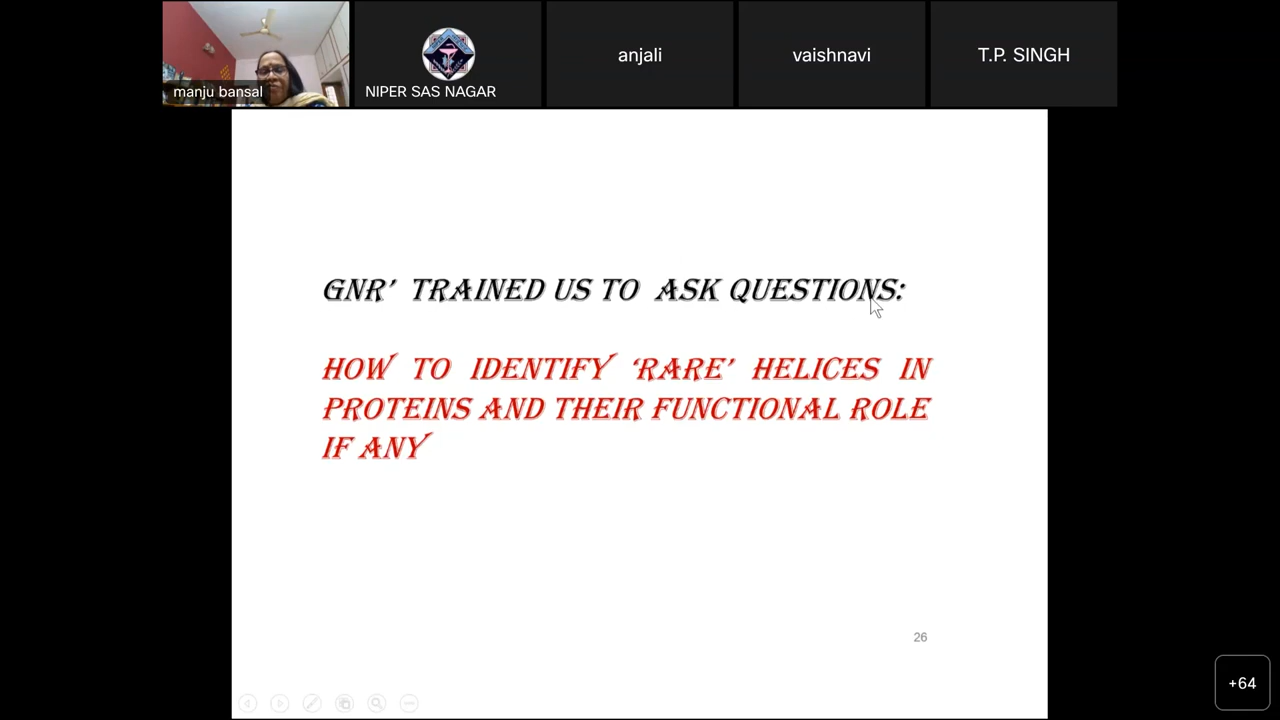 manju bansal
NIPER SAS NAGAR
anjali
vaishnavi
T.P. SINGH
GNR' TRAINED US TO ASK QUESTIONS:
HOW TO IDENTIFY ‘RARE’ HELICES IN
PROTEINS AND THEIR FUNCTIONAL ROLE
IF ANY
26
+64